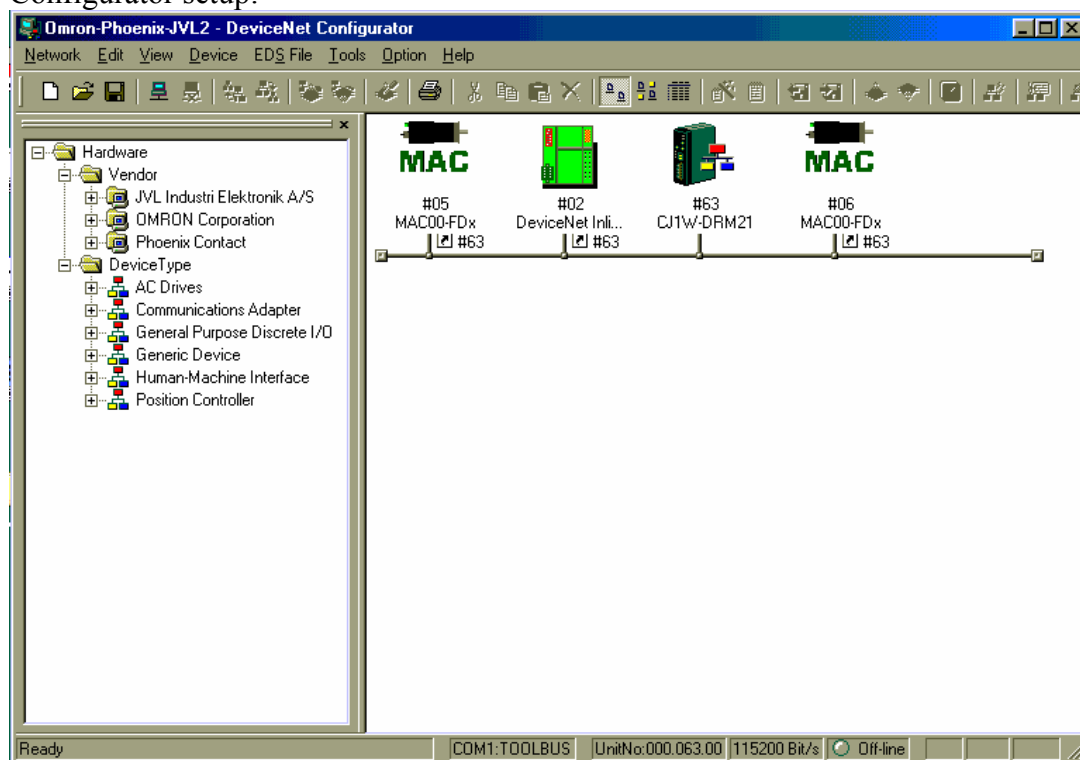 Configurator setup:
Omron-Phoenix-JVL2 - DeviceNet Configurator
Network Edit View Device EDS File Tools Option Help
Hardware
Vendor
JVL Industri Elektronik A/S
OMRON Corporation
Phoenix Contact
DeviceType
AC Drives
Communications Adapter
General Purpose Discrete I/O
Generic Device
Human-Machine Interface
Position Controller
MAC MAC
#05 #02 #63 #06
MAC00-FDx DeviceNet Inli... CJ1W-DRM21 MAC00-FDx
#63 #63 #63
Ready COM1:TOOLBUS UnitNo:000.063.00 115200 Bit/s Off-line